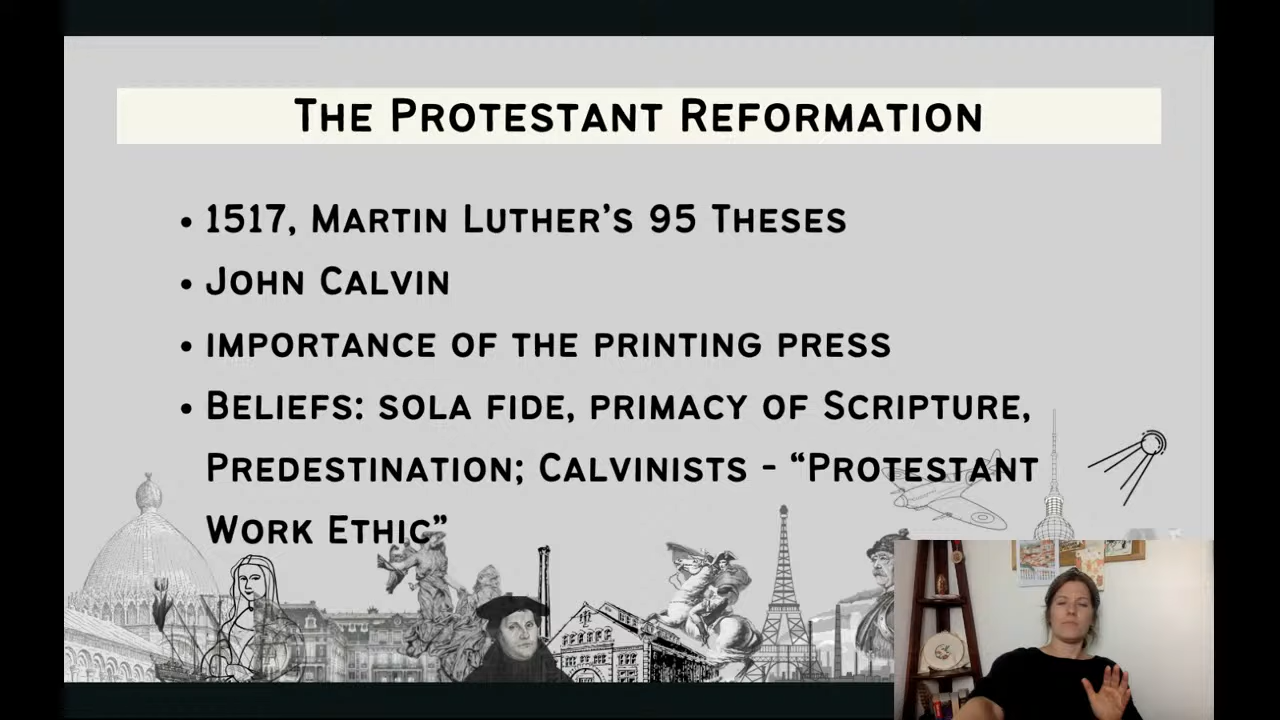 The Protestant Reformation
• 1517, Martin Luther's 95 Theses
• John Calvin
• importance of the printing press
• Beliefs: sola fide, primacy of Scripture,
Predestination; Calvinists - “Protestant
Work Ethic”